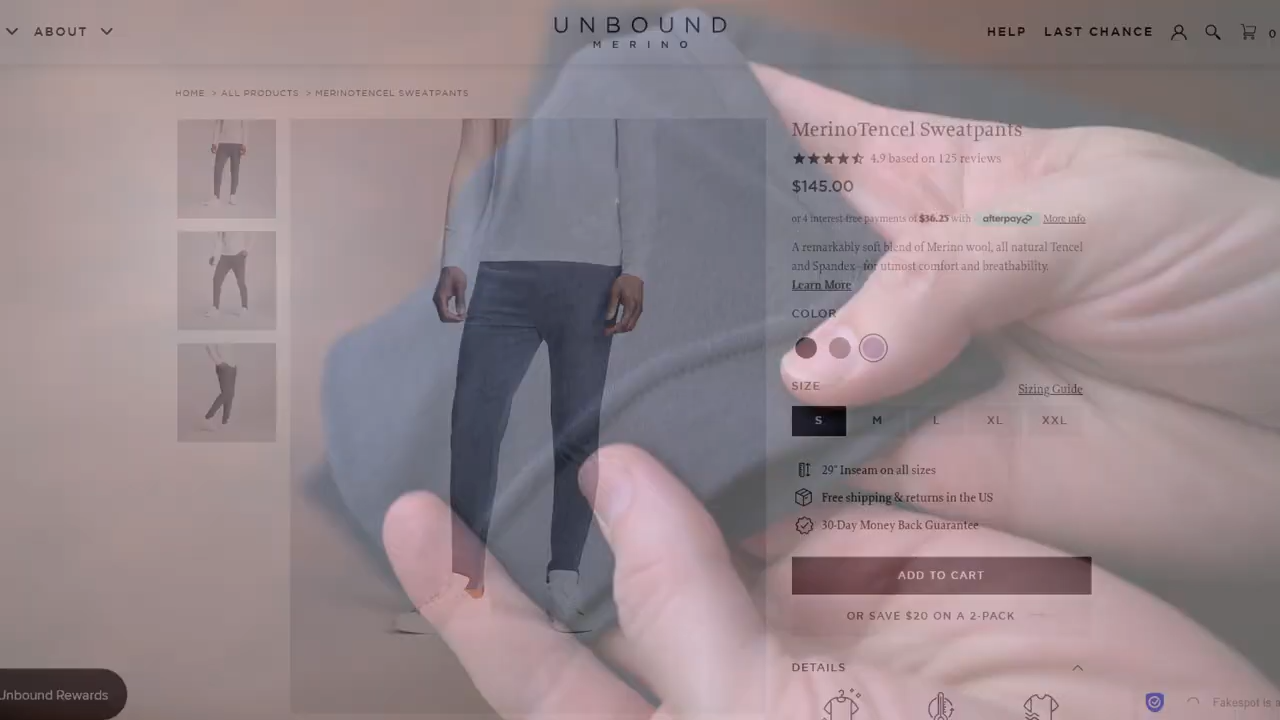 ABOUT
UNBOUND
MERINO
HELP LAST CHANCE 0
HOME > ALL PRODUCTS > MERINOTENCEL SWEATPANTS
MerinoTencel Sweatpants
4.9 based on 125 reviews
$145.00
or 4 interest-free payments of $36.25 with afterpay More info
A remarkably soft blend of Merino wool, all natural Tencel
and Spandex—for utmost comfort and breathability.
Learn More
COLOR
SIZE Sizing Guide
S M L XL XXL
29" Inseam on all sizes
Free shipping & returns in the US
30-Day Money Back Guarantee
ADD TO CART
OR SAVE $20 ON A 2-PACK
DETAILS
Unbound Rewards
Fakespot is